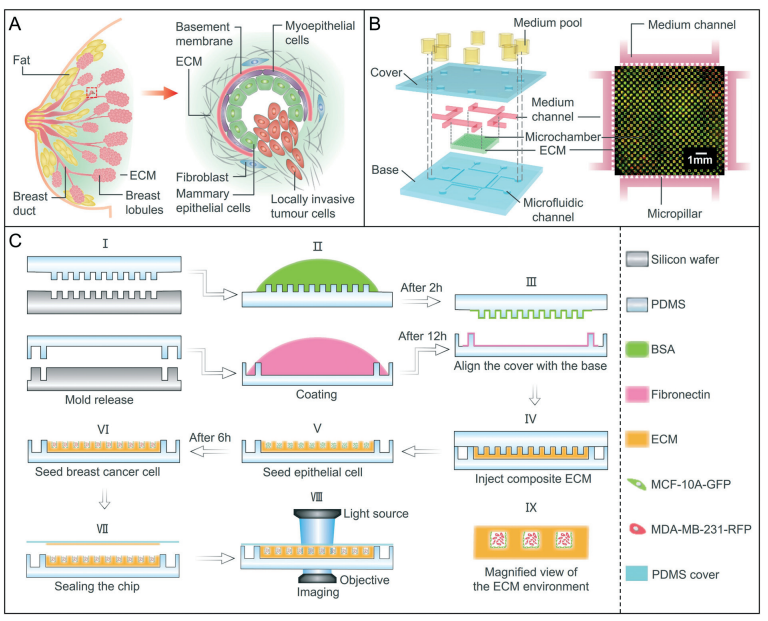 A
Fat
ECM
Breast
duct
Breast
lobules
Basement
membrane
Myoepithelial
cells
ECM
Fibroblast
Mammary
epithelial cells
Locally invasive
tumour cells
B
Medium pool
Cover
Medium
channel
Microchamber
ECM
Base
Microfluidic
channel
Medium channel
1mm
Micropillar
C
I
II
III
After 2h
After 12h
Mold release
Coating
Align the cover with the base
IV
V
VI
After 6h
Seed breast cancer cell
Seed epithelial cell
Inject composite ECM
VII
VIII
IX
Light source
Objective
Sealing the chip
Imaging
Magnified view of
the ECM environment
Silicon wafer
PDMS
BSA
Fibronectin
ECM
MCF-10A-GFP
MDA-MB-231-RFP
PDMS cover